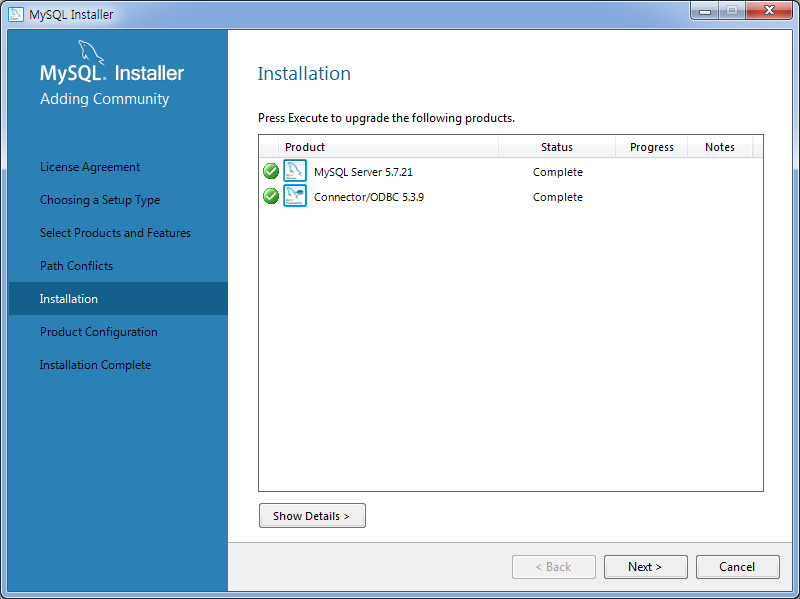 MySQL Installer
MySQL. Installer
Adding Community
License Agreement
Choosing a Setup Type
Select Products and Features
Path Conflicts
Installation
Product Configuration
Installation Complete
Installation
Press Execute to upgrade the following products.
Product Status Progress Notes
MySQL Server 5.7.21 Complete
Connector/ODBC 5.3.9 Complete
Show Details >
< Back Next > Cancel